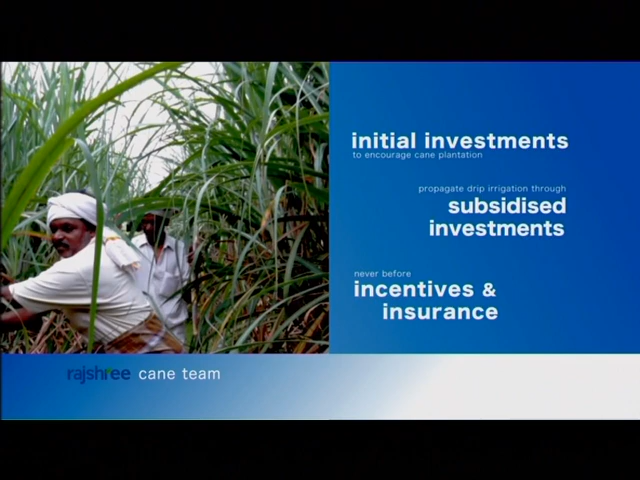 initial investments
to encourage cane plantation
propagate drip irrigation through
subsidised
investments
never before
incentives &
insurance
rajshree cane team